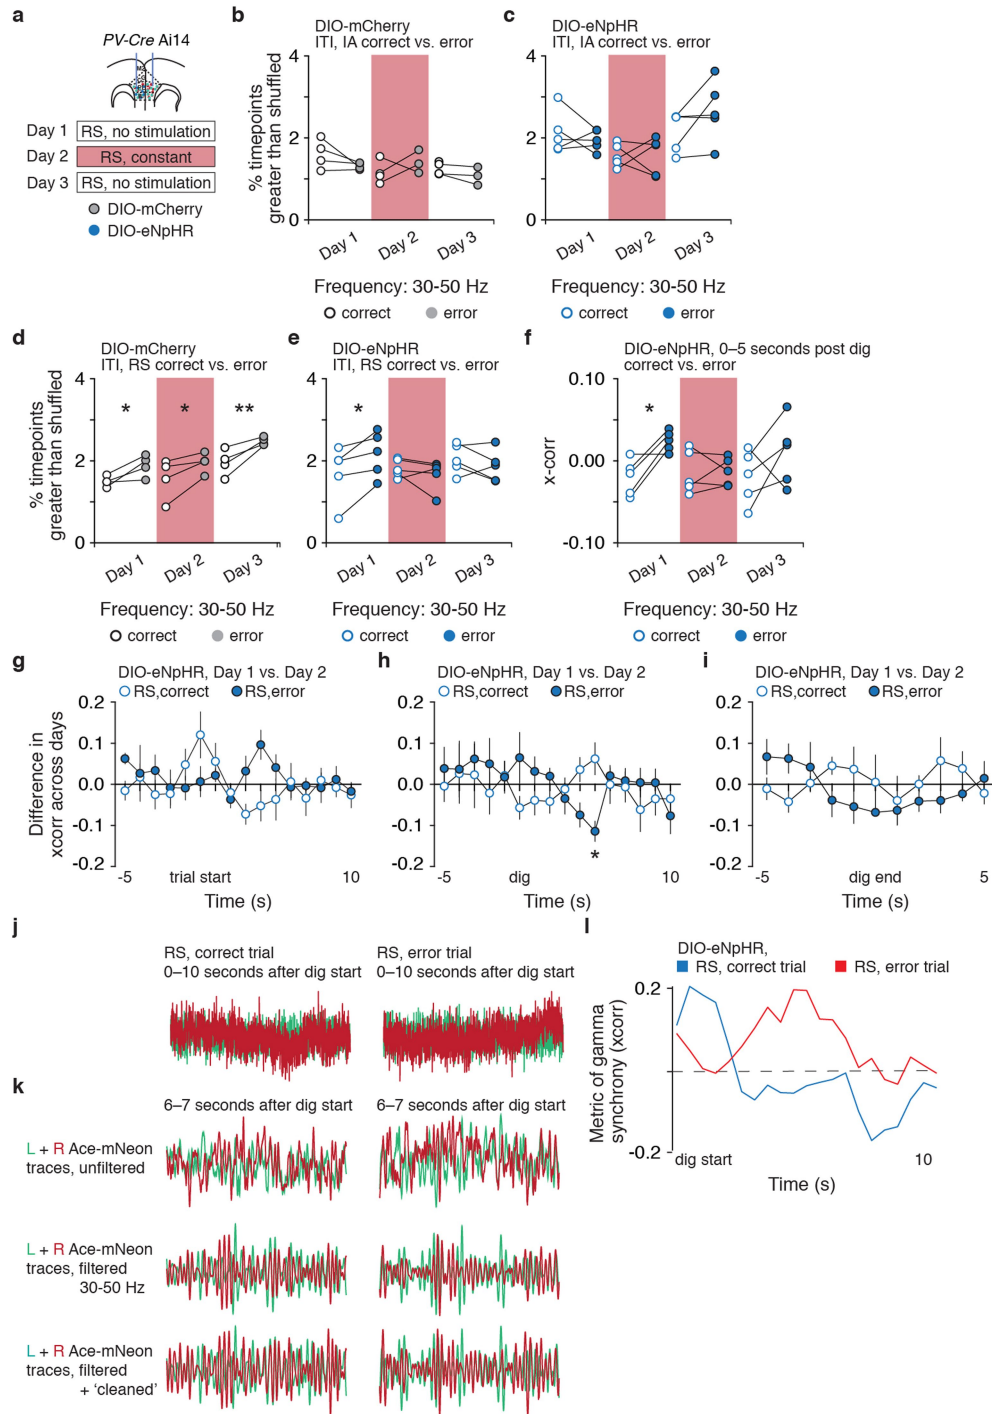 a
PV-Cre Ai14
Day 1 RS, no stimulation
Day 2 RS, constant
Day 3 RS, no stimulation
DIO-mCherry
DIO-eNpHR
b
DIO-mCherry
ITI, IA correct vs. error
% timepoints
greater than shuffled
4
2
0
Day 1 Day 2 Day 3
Frequency: 30-50 Hz
correct error
c
DIO-eNpHR
ITI, IA correct vs. error
4
2
0
Day 1 Day 2 Day 3
Frequency: 30-50 Hz
correct error
d
DIO-mCherry
ITI, RS correct vs. error
% timepoints
greater than shuffled
4
2
0
* * **
Day 1 Day 2 Day 3
Frequency: 30-50 Hz
correct error
e
DIO-eNpHR
ITI, RS correct vs. error
4
2
0
*
Day 1 Day 2 Day 3
Frequency: 30-50 Hz
correct error
f
DIO-eNpHR, 0–5 seconds post dig
correct vs. error
x-corr
0.10
0.00
-0.10
*
Day 1 Day 2 Day 3
Frequency: 30-50 Hz
correct error
g
DIO-eNpHR, Day 1 vs. Day 2
RS,correct RS,error
Difference in
xcorr across days
0.2
0.1
0.0
-0.1
-0.2
-5 trial start 10
Time (s)
h
DIO-eNpHR, Day 1 vs. Day 2
RS,correct RS,error
0.2
0.1
0.0
-0.1
-0.2
*
-5 dig 10
Time (s)
i
DIO-eNpHR, Day 1 vs. Day 2
RS,correct RS,error
0.2
0.1
0.0
-0.1
-0.2
-5 dig end 5
Time (s)
j
RS, correct trial
0–10 seconds after dig start
RS, error trial
0–10 seconds after dig start
k
6–7 seconds after dig start
6–7 seconds after dig start
L + R Ace-mNeon
traces, unfiltered
L + R Ace-mNeon
traces, filtered
30-50 Hz
L + R Ace-mNeon
traces, filtered
+ ‘cleaned’
l
DIO-eNpHR,
RS, correct trial RS, error trial
Metric of gamma
synchrony (xcorr)
0.2
-0.2
dig start 10
Time (s)